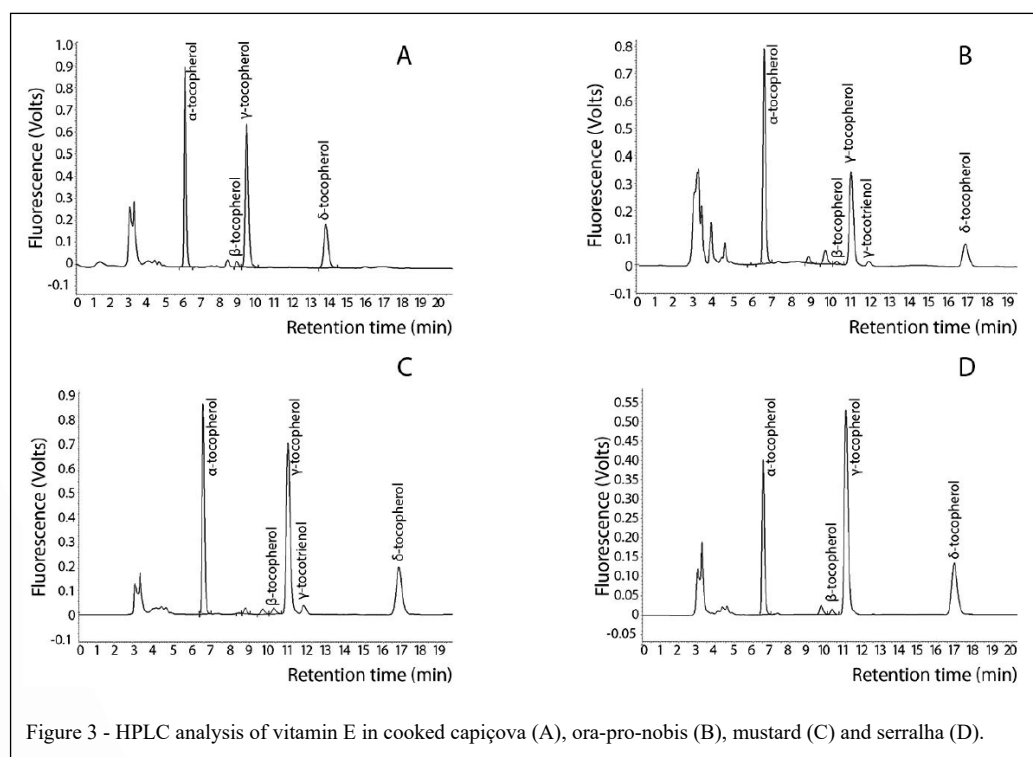 A
Fluorescence (Volts)
1.0
0.9
0.8
0.7
0.6
0.5
0.4
0.3
0.2
0.1
0
-0.1
α-tocopherol
β-tocopherol
γ-tocopherol
δ-tocopherol
0 1 2 3 4 5 6 7 8 9 10 11 12 13 14 15 16 17 18 19 20
Retention time (min)
B
Fluorescence (Volts)
0.8
0.7
0.6
0.5
0.4
0.3
0.2
0.1
0
-0.1
α-tocopherol
β-tocopherol
γ-tocopherol
γ-tocotrienol
δ-tocopherol
0 1 2 3 4 5 6 7 8 9 10 11 12 13 14 15 16 17 18 19
Retention time (min)
C
Fluorescence (Volts)
0.9
0.8
0.7
0.6
0.5
0.4
0.3
0.2
0.1
0
-0.1
α-tocopherol
β-tocopherol
γ-tocopherol
γ-tocotrienol
δ-tocopherol
0 1 2 3 4 5 6 7 8 9 10 11 12 13 14 15 16 17 18 19
Retention time (min)
D
Fluorescence (Volts)
0.55
0.50
0.45
0.40
0.35
0.30
0.25
0.20
0.15
0.10
0.05
0
-0.05
α-tocopherol
β-tocopherol
γ-tocopherol
δ-tocopherol
0 1 2 3 4 5 6 7 8 9 10 11 12 13 14 15 16 17 18 19 20
Retention time (min)
Figure 3 - HPLC analysis of vitamin E in cooked capiçova (A), ora-pro-nobis (B), mustard (C) and serralha (D).